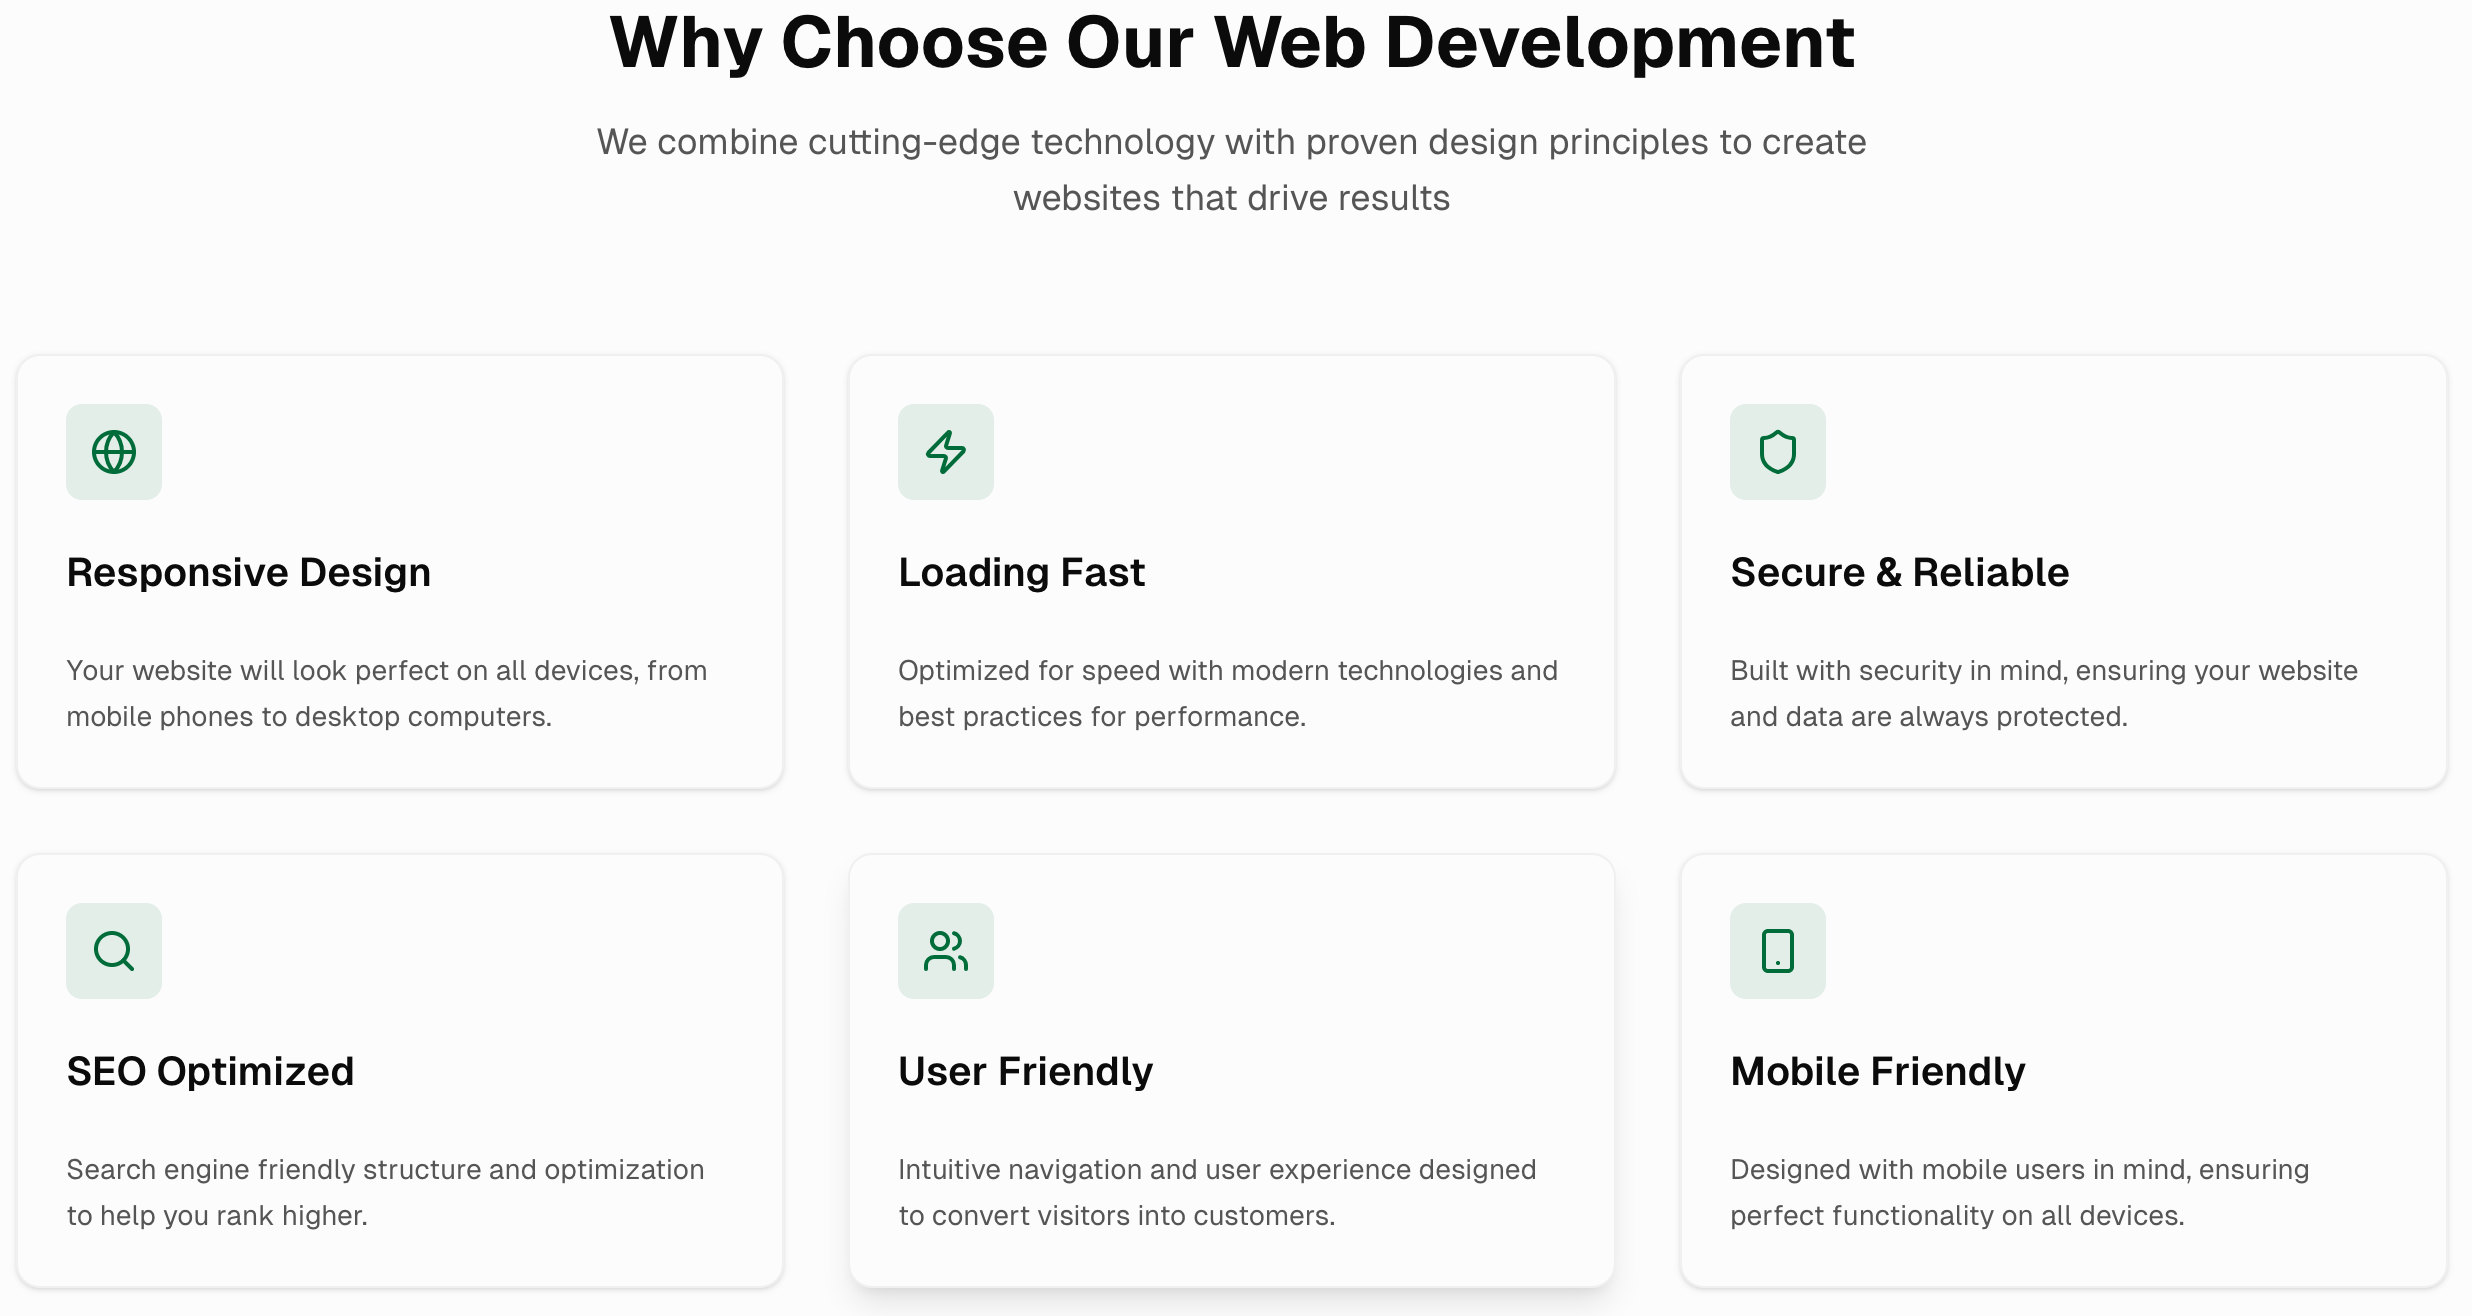 Why Choose Our Web Development
We combine cutting-edge technology with proven design principles to create
websites that drive results
Responsive Design
Your website will look perfect on all devices, from
mobile phones to desktop computers.
Loading Fast
Optimized for speed with modern technologies and
best practices for performance.
Secure & Reliable
Built with security in mind, ensuring your website
and data are always protected.
SEO Optimized
Search engine friendly structure and optimization
to help you rank higher.
User Friendly
Intuitive navigation and user experience designed
to convert visitors into customers.
Mobile Friendly
Designed with mobile users in mind, ensuring
perfect functionality on all devices.